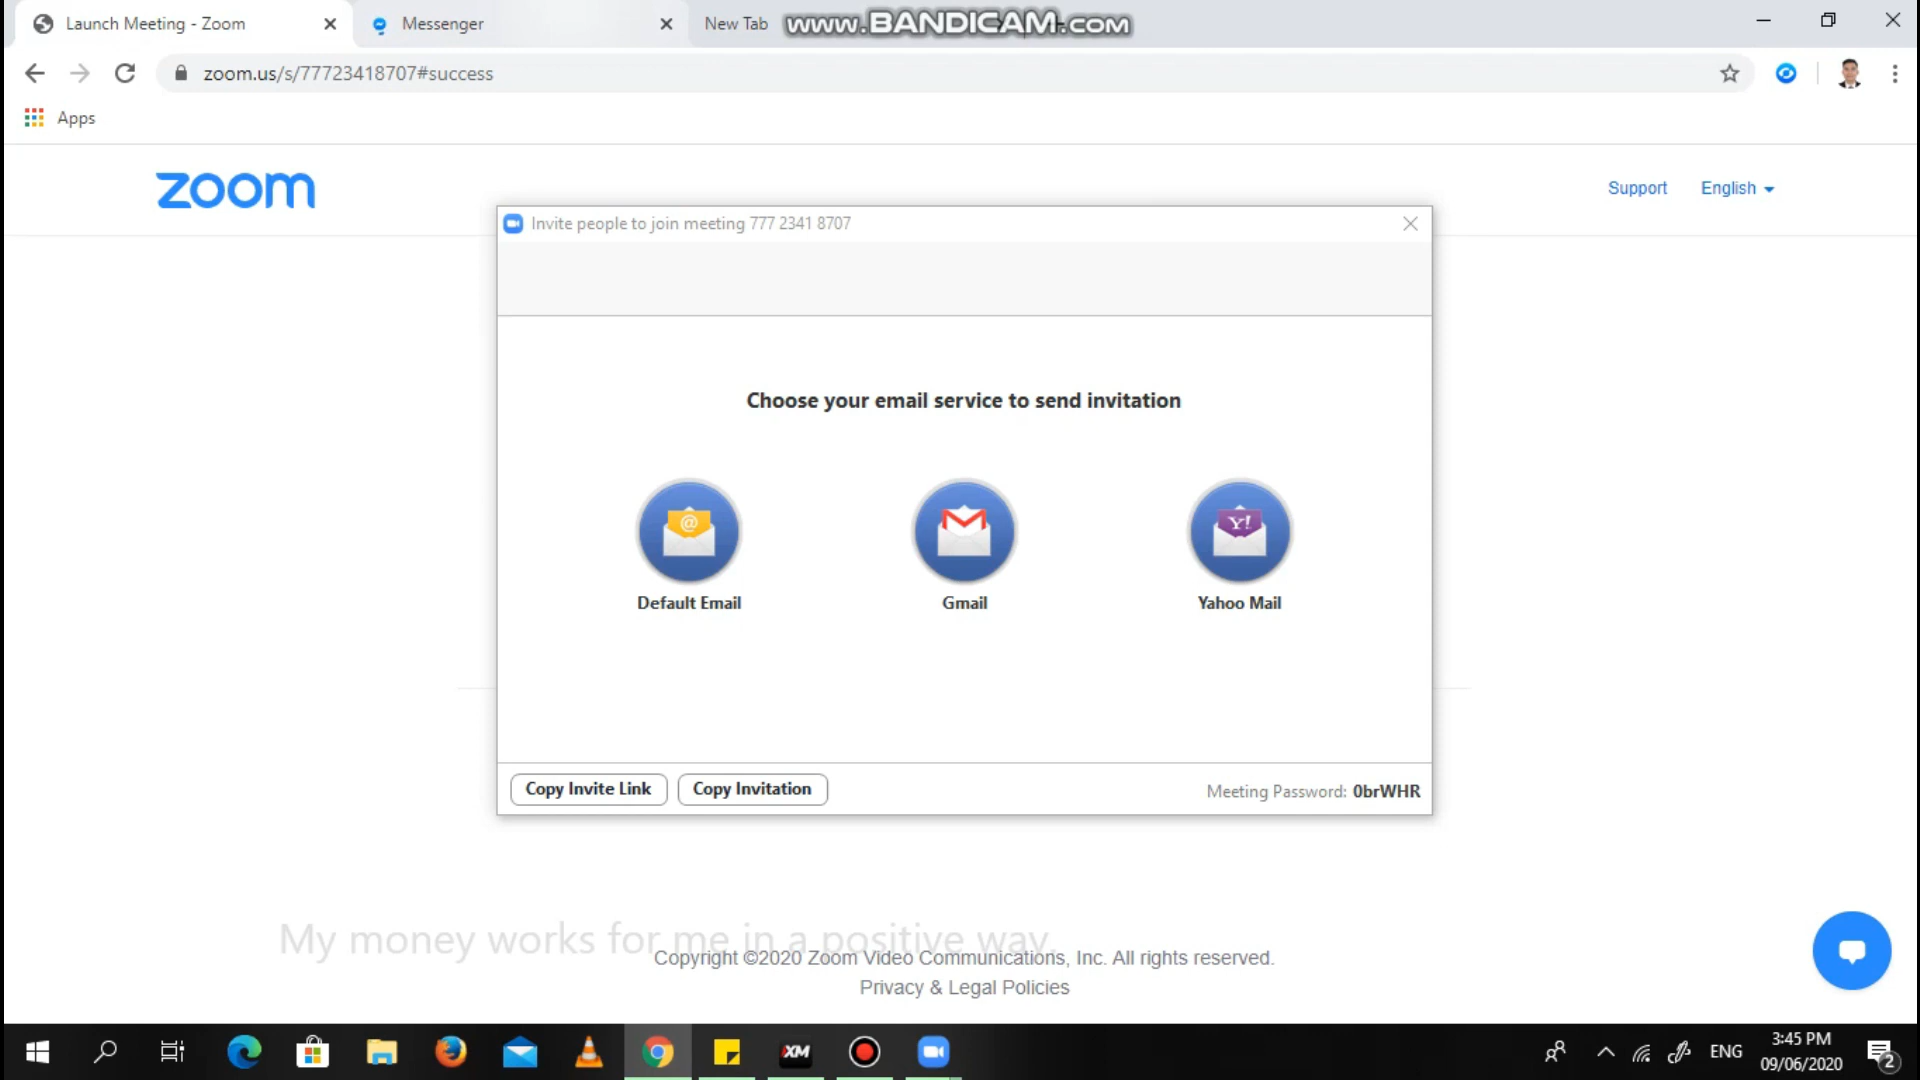 Launch Meeting - Zoom
Messenger
New Tab
www.BANDICAM.com
zoom.us/s/77723418707#success
Apps
zoom
Support
English
Invite people to join meeting 777 2341 8707
Choose your email service to send invitation
@
Y!
Default Email
Gmail
Yahoo Mail
Copy Invite Link
Copy Invitation
Meeting Password: 0brWHR
My money works for me in a positive way.
Copyright ©2020 Zoom Video Communications, Inc. All rights reserved.
Privacy & Legal Policies
XM
ENG
3:45 PM
09/06/2020
2